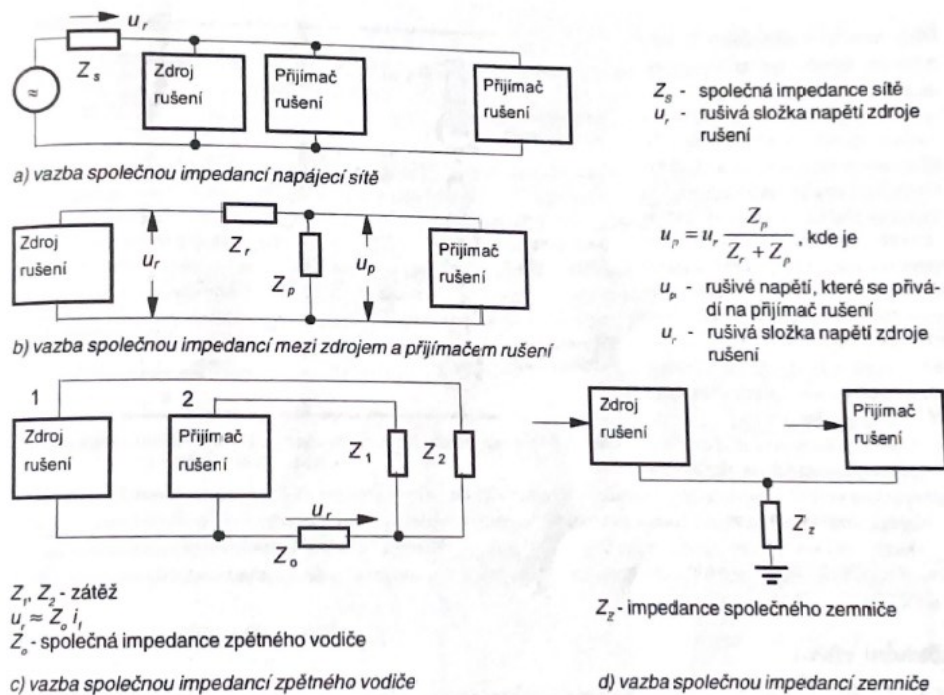 u_r
Z_s
≈
Zdroj
rušení
Přijímač
rušení
Přijímač
rušení
Z_s - společná impedance sítě
u_r - rušivá složka napětí zdroje
rušení
a) vazba společnou impedancí napájecí sítě
Zdroj
rušení
u_r
Z_r
Z_p
u_p
Přijímač
rušení
u_p = u_r Z_p / (Z_r + Z_p) , kde je
u_p - rušivé napětí, které se přivá-
dí na přijímač rušení
u_r - rušivá složka napětí zdroje
rušení
b) vazba společnou impedancí mezi zdrojem a přijímačem rušení
1
2
Zdroj
rušení
Přijímač
rušení
Z_1
Z_2
u_r
Z_o
Z_1, Z_2 - zátěž
u_r ≈ Z_o i_1
Z_o - společná impedance zpětného vodiče
c) vazba společnou impedancí zpětného vodiče
Zdroj
rušení
Přijímač
rušení
Z_z
Z_Z - impedance společného zemniče
d) vazba společnou impedancí zemniče